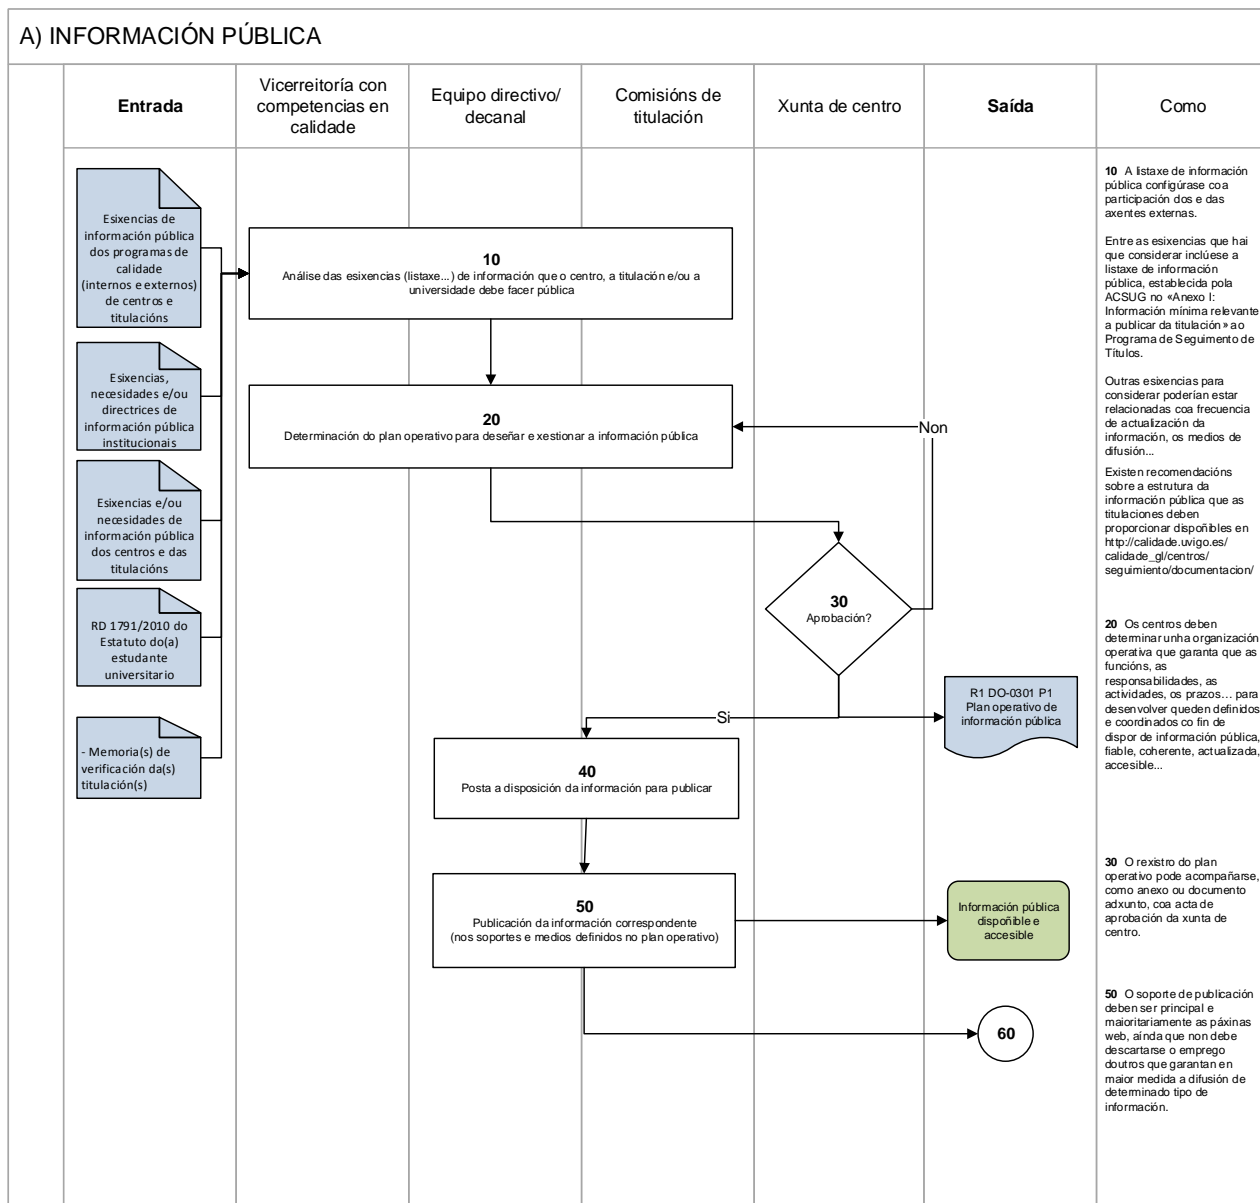 A) INFORMACIÓN PÚBLICA
Entrada
Vicerreitoría con
competencias en
calidade
Equipo directivo/
decanal
Comisións de
titulación
Xunta de centro
Saída
Como
Esixencias de
información pública
dos programas de
calidade
(internos e externos)
de centros e
titulacións
Esixencias,
necesidades e/ou
directrices de
información pública
institucionais
Esixencias e/ou
necesidades de
información pública
dos centros e das
titulacións
RD 1791/2010 do
Estatuto do(a)
estudante
universitario
- Memoria(s) de
verificación da(s)
titulación(s)
10
Análise das esixencias (listaxe...) de información que o centro, a titulación e/ou a
universidade debe facer pública
20
Determinación do plan operativo para deseñar e xestionar a información pública
Non
30
Aprobación?
Si
R1 DO-0301 P1
Plan operativo de
información pública
40
Posta a disposición da información para publicar
50
Publicación da información correspondente
(nos soportes e medios definidos no plan operativo)
Información pública
dispoñible e
accesible
60
10 A listaxe de información
pública configúrase coa
participación dos e das
axentes externas.
Entre as esixencias que hai
que considerar inclúese a
listaxe de información
pública, establecida pola
ACSUG no «Anexo I:
Información mínima relevante
a publicar da titulación» ao
Programa de Seguimento de
Títulos.
Outras esixencias para
considerar poderían estar
relacionadas coa frecuencia
de actualización da
información, os medios de
difusión...
Existen recomendacións
sobre a estrutura da
información pública que as
titulaciones deben
proporcionar dispoñibles en
http://calidade.uvigo.es/
calidade_gl/centros/
seguimiento/documentacion/
20 Os centros deben
determinar unha organización
operativa que garanta que as
funcións, as
responsabilidades, as
actividades, os prazos... para
desenvolver queden definidos
e coordinados co fin de
dispor de información pública,
fiable, coherente, actualizada,
accesible...
30 O rexistro do plan
operativo pode acompañarse,
como anexo ou documento
adxunto, coa acta de
aprobación da xunta de
centro.
50 O soporte de publicación
deben ser principal e
maioritariamente as páxinas
web, aínda que non debe
descartarse o emprego
doutros que garantan en
maior medida a difusión de
determinado tipo de
información.